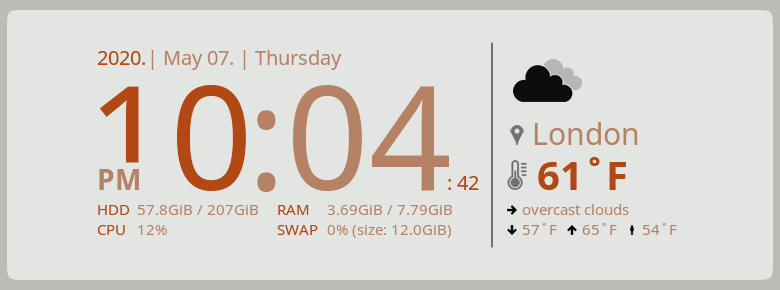 2020.| May 07. | Thursday
10:04
PM
: 42
HDD 57.8GiB / 207GiB RAM 3.69GiB / 7.79GiB
CPU 12% SWAP 0% (size: 12.0GiB)
London
61°F
overcast clouds
57°F 65°F 54°F